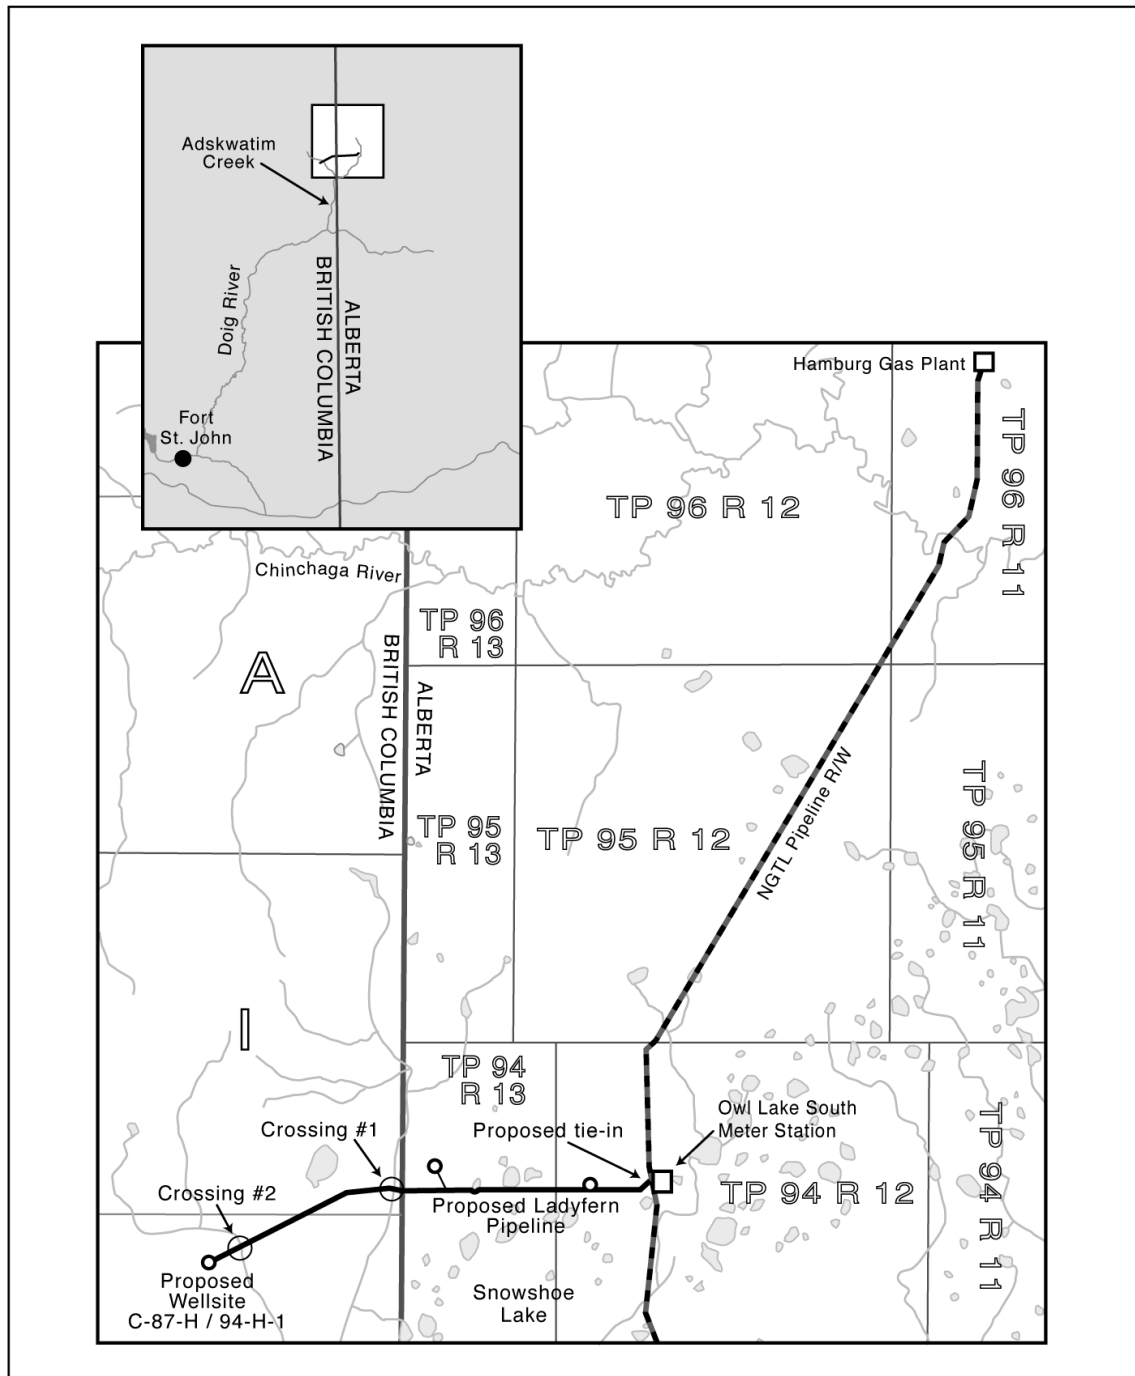 Adskwatim
Creek
Doig River
BRITISH COLUMBIA
ALBERTA
Fort
St. John
Hamburg Gas Plant
TP 96 R 12
TP 96 R 11
Chinchaga River
TP 96
R 13
A
BRITISH COLUMBIA
ALBERTA
NGTL Pipeline R/W
TP 95
R 13
TP 95 R 12
TP 95 R 11
I
TP 94
R 13
Owl Lake South
Meter Station
Crossing #1
Proposed tie-in
Crossing #2
TP 94 R 12
TP 94 R 11
Proposed Ladyfern
Pipeline
Proposed
Wellsite
C-87-H / 94-H-1
Snowshoe
Lake